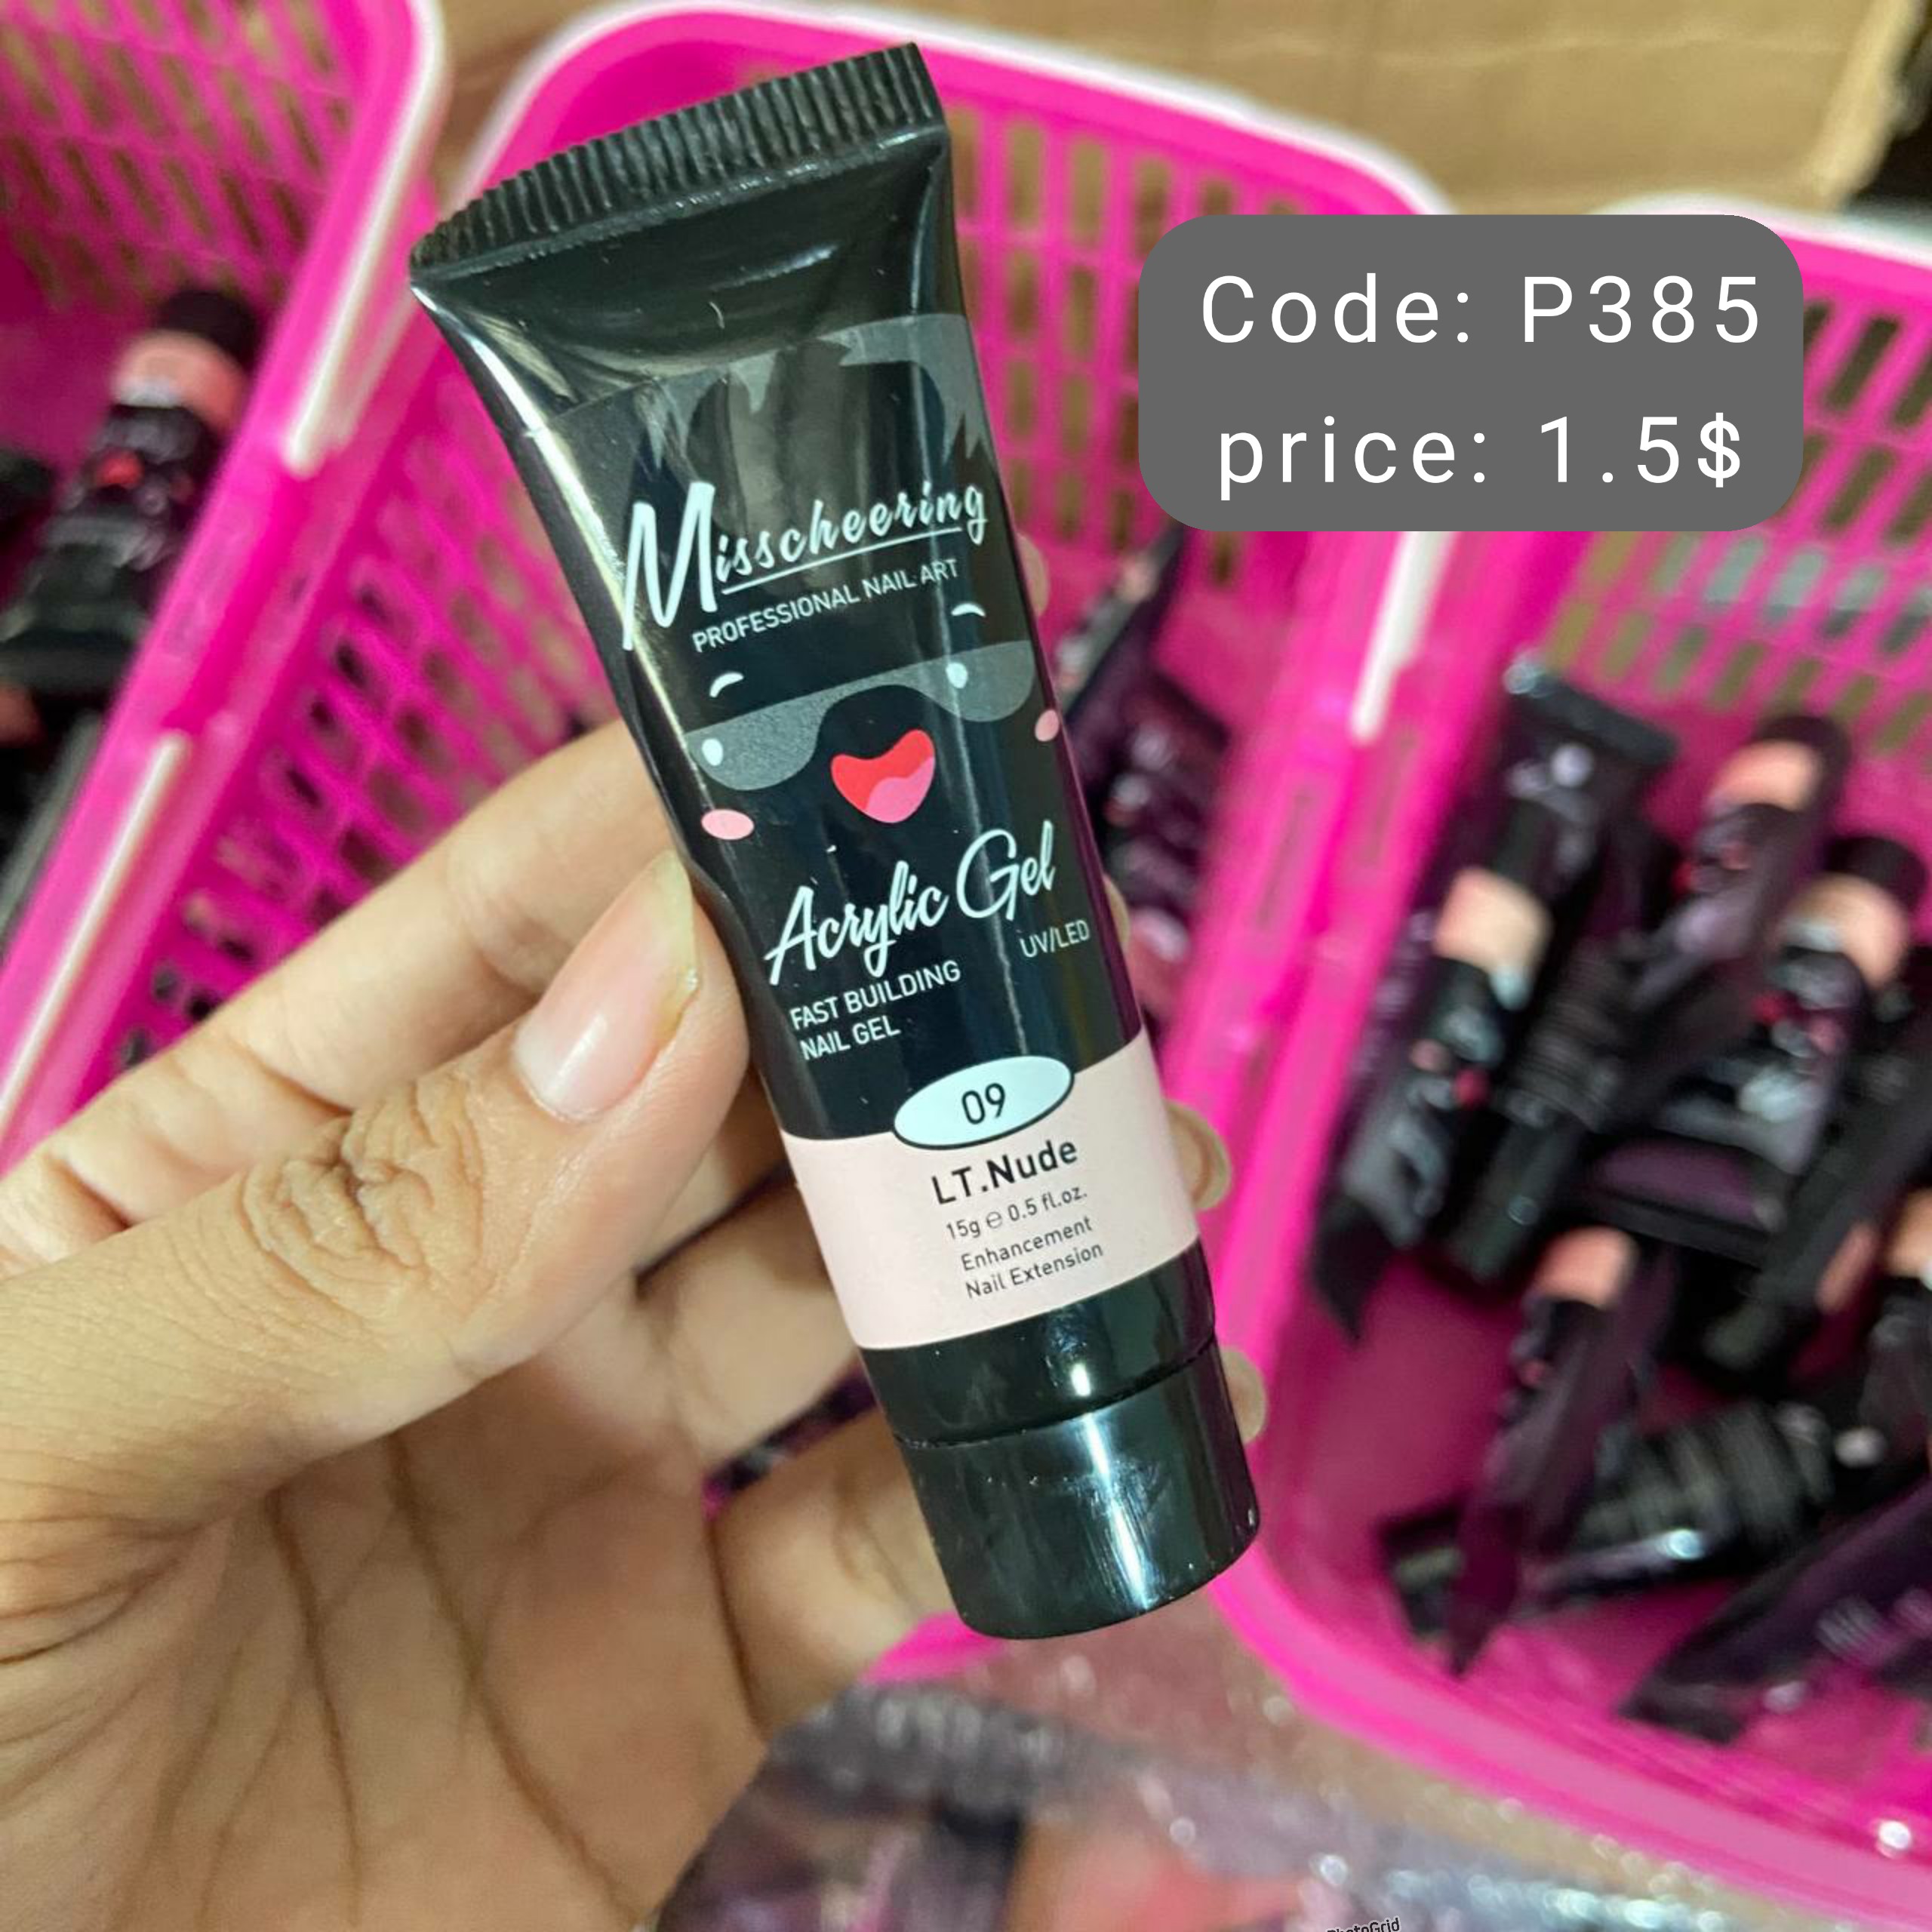 Code: P385
price: 1.5$
Misscheering
PROFESSIONAL NAIL ART
Acrylic Gel
UV/LED
FAST BUILDING
NAIL GEL
09
LT.Nude
15g ℮ 0.5 fl.oz.
Enhancement
Nail Extension
PhotoGrid